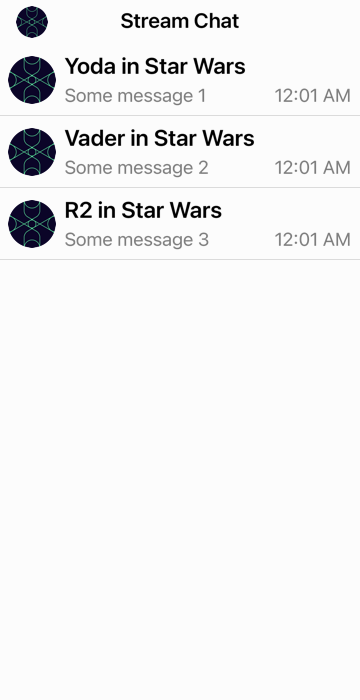 Stream Chat
Yoda in Star Wars
Some message 1 12:01 AM
Vader in Star Wars
Some message 2 12:01 AM
R2 in Star Wars
Some message 3 12:01 AM